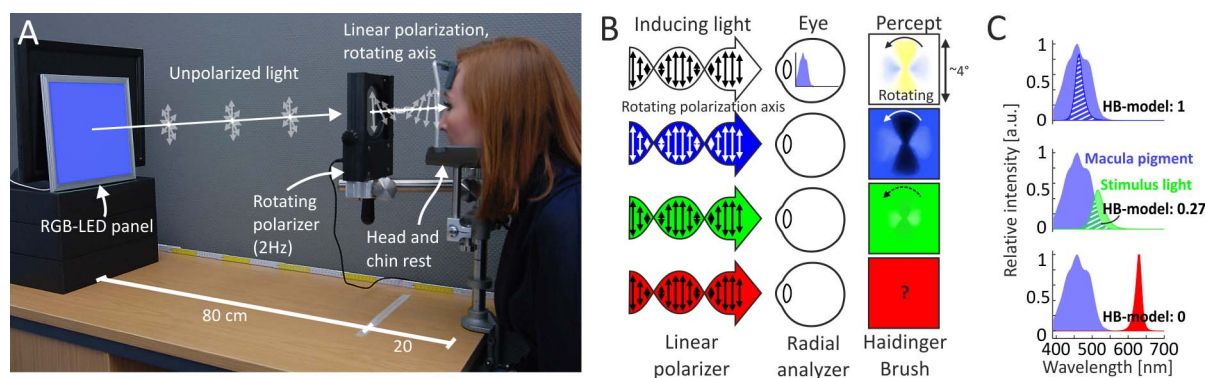 A
Linear polarization,
rotating axis
Unpolarized light
RGB-LED panel
Rotating
polarizer
(2Hz)
Head and
chin rest
80 cm
20
B
Inducing light
Eye
Percept
Rotating
~4°
Rotating polarization axis
?
Linear
polarizer
Radial
analyzer
Haidinger
Brush
C
Relative intensity [a.u.]
1
0.5
0
HB-model: 1
1
0.5
0
Macula pigment
Stimulus light
HB-model: 0.27
1
0.5
0
HB-model: 0
400
500
600
700
Wavelength [nm]